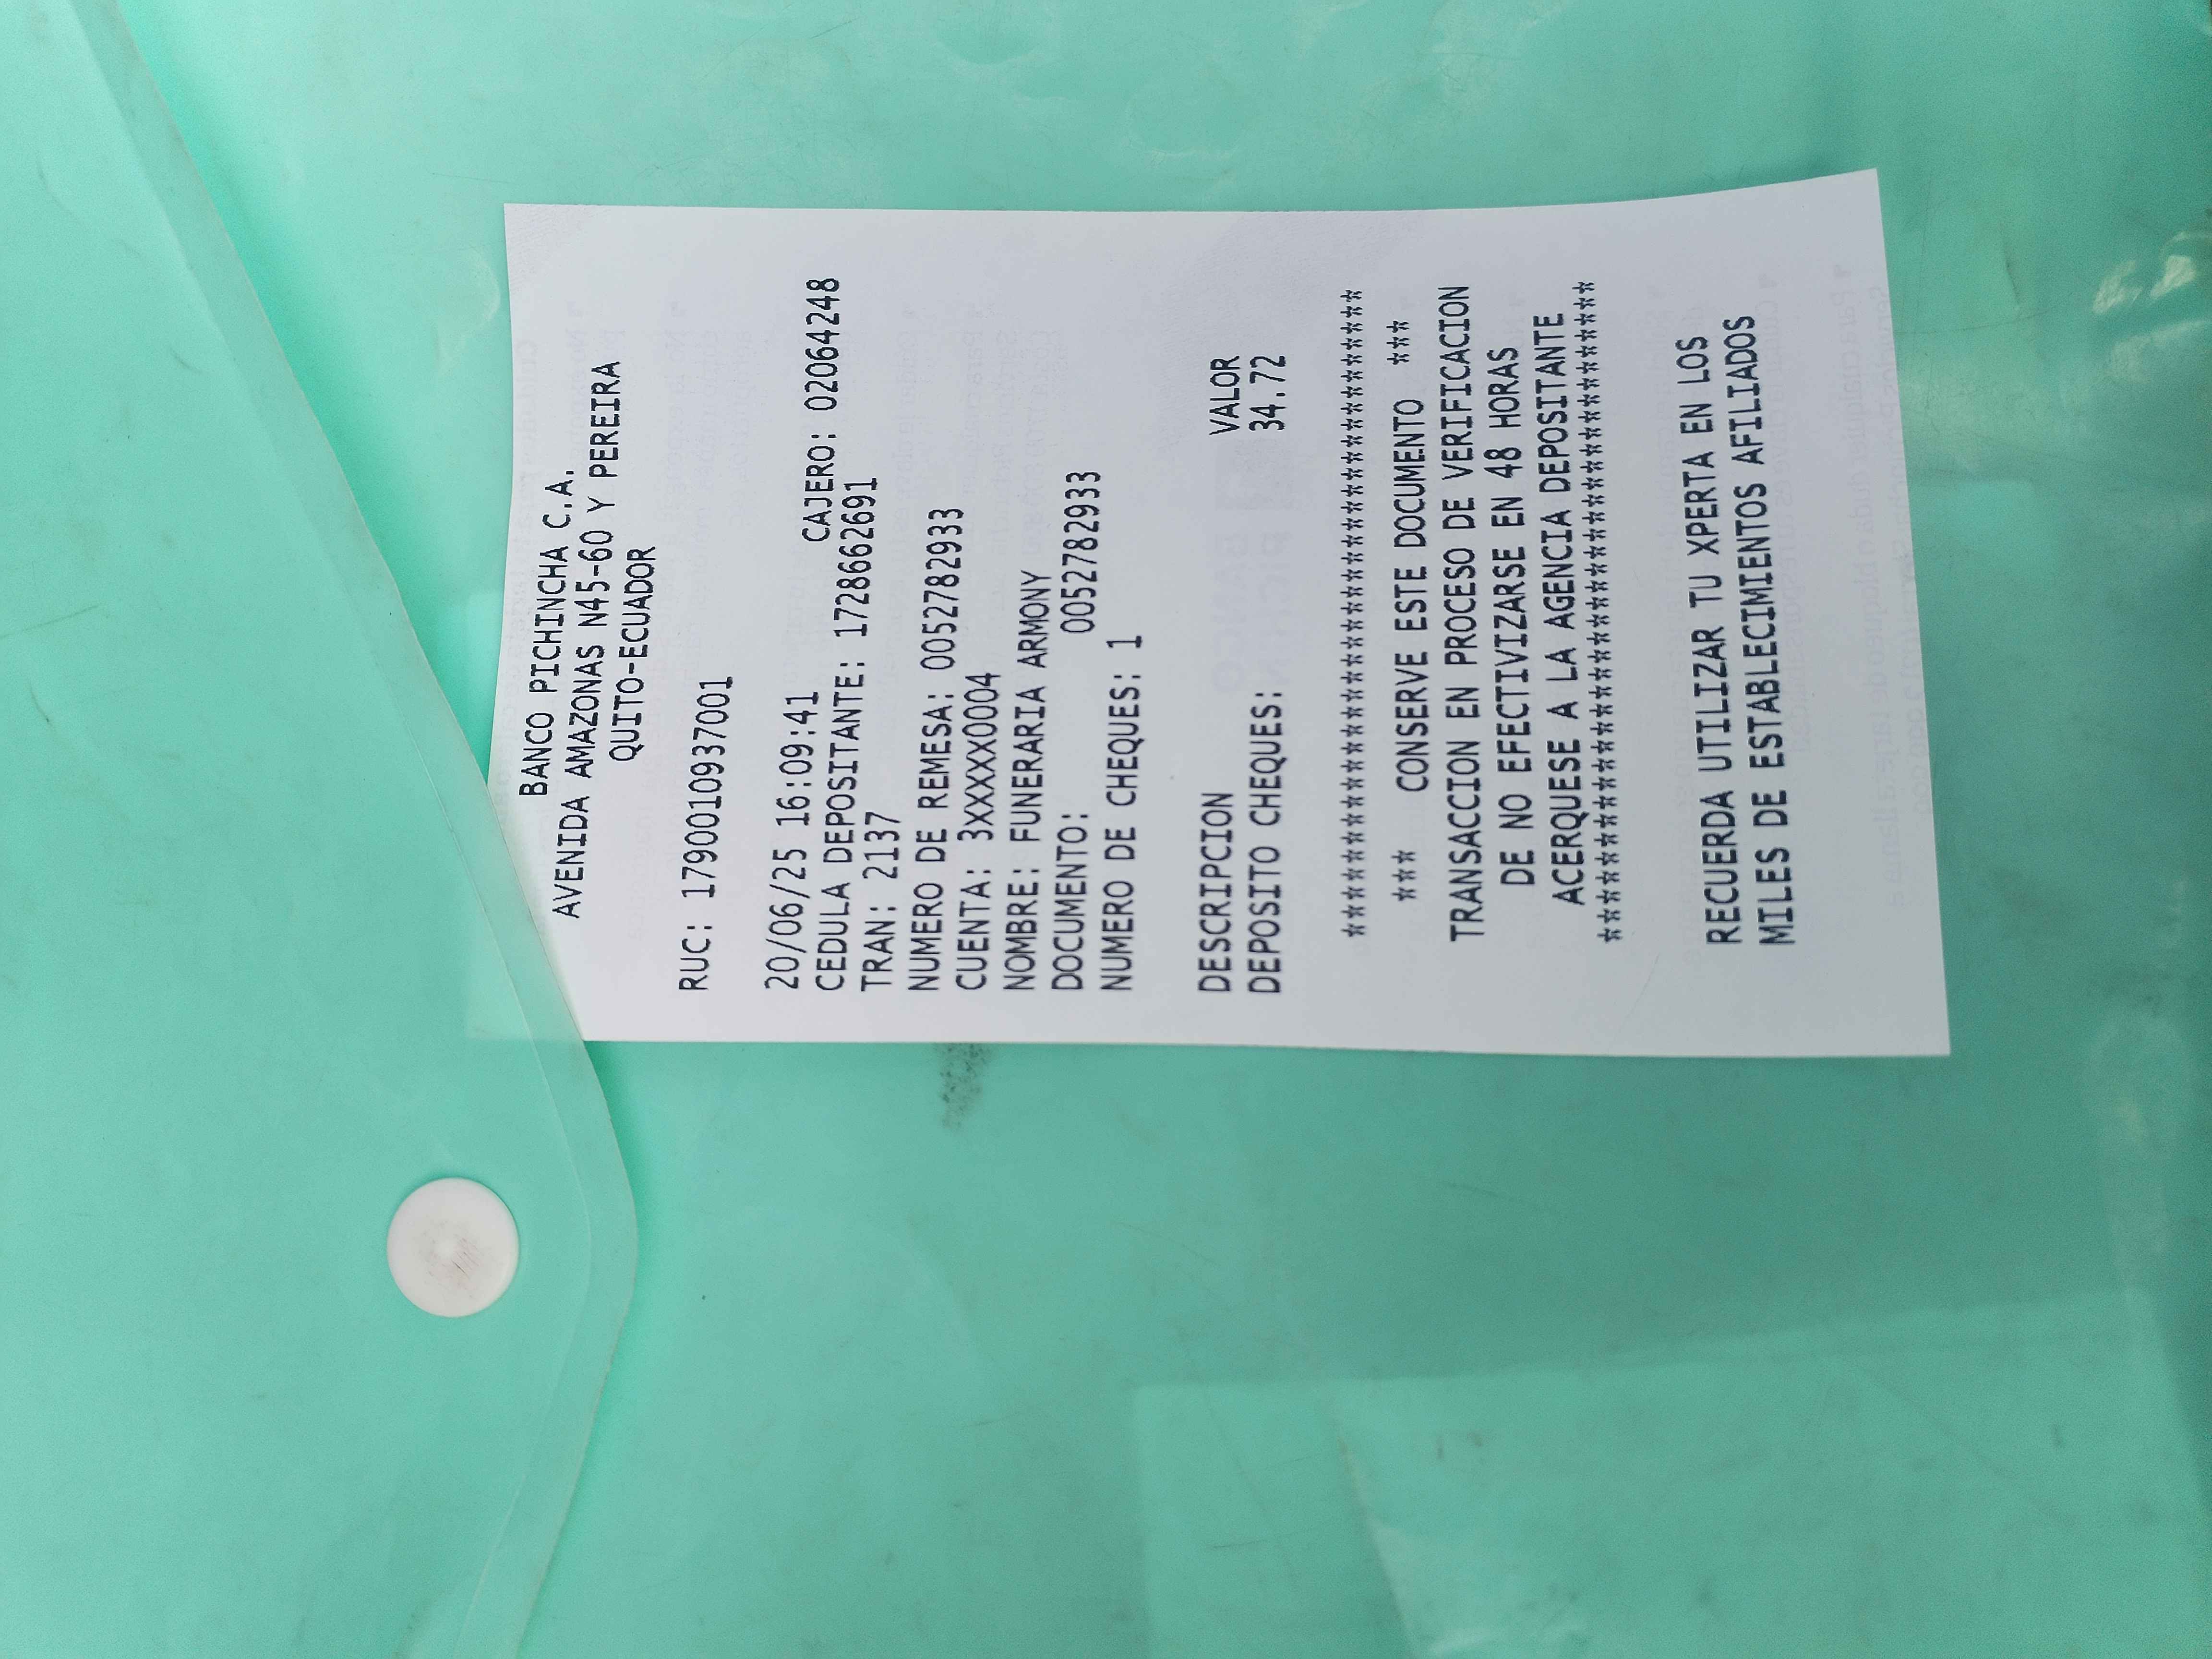 BANCO PICHINCHA C.A.
AVENIDA AMAZONAS N45-60 Y PEREIRA
QUITO-ECUADOR
RUC: 1790010937001
20/06/25 16:09:41 CAJERO: 02064248
CEDULA DEPOSITANTE: 1728662691
TRAN: 2137
NUMERO DE REMESA: 0052782933
CUENTA: 3XXXXX0004
NOMBRE: FUNERARIA ARMONY
DOCUMENTO: 0052782933
NUMERO DE CHEQUES: 1
DESCRIPCION VALOR
DEPOSITO CHEQUES: 34.72
****************************************
*** CONSERVE ESTE DOCUMENTO ***
TRANSACCION EN PROCESO DE VERIFICACION
DE NO EFECTIVIZARSE EN 48 HORAS
ACERQUESE A LA AGENCIA DEPOSITANTE
****************************************
RECUERDA UTILIZAR TU XPERTA EN LOS
MILES DE ESTABLECIMIENTOS AFILIADOS